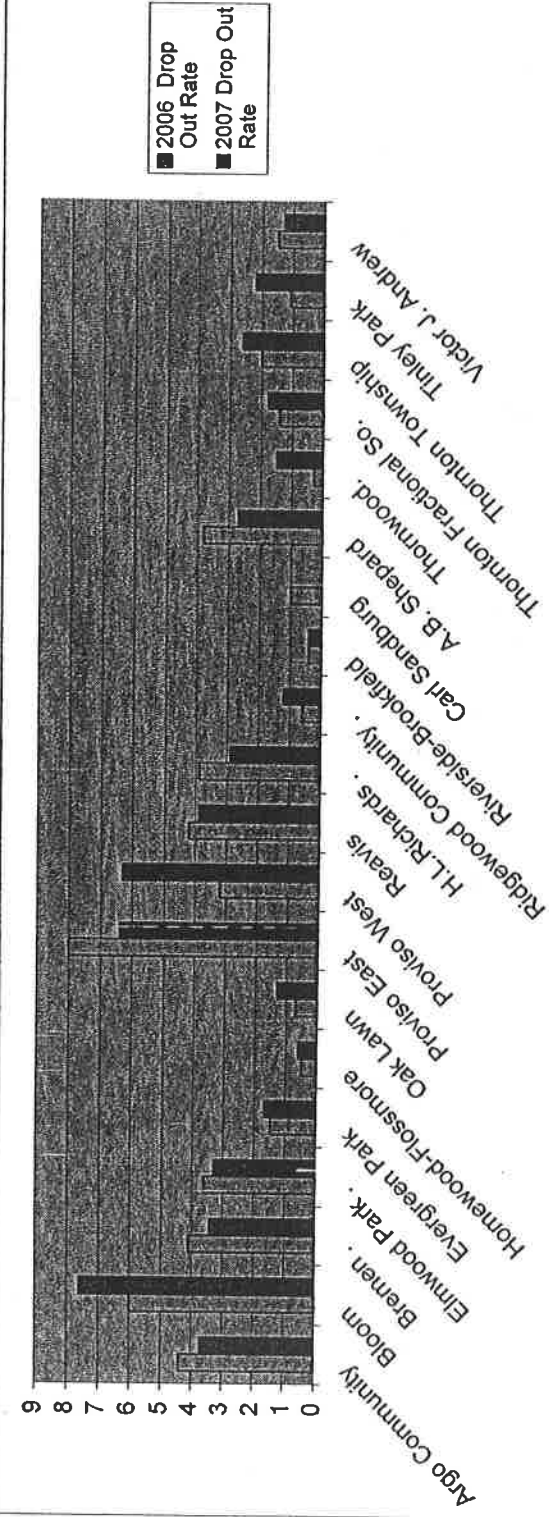 2006 Drop
Out Rate
2007 Drop Out
Rate
9
8
7
6
5
4
3
2
1
0
Argo Community
Bloom
Bremen.
Elmwood Park.
Evergreen Park
Homewood-Flossmore
Oak Lawn
Proviso East
Proviso West
Reavis
H.L.Richards.
Ridgewood Community.
Riverside-Brookfield
Carl Sandburg
A.B. Shepard
Thornwood.
Thornton Fractional So.
Thornton Township
Tinley Park
Victor J. Andrew